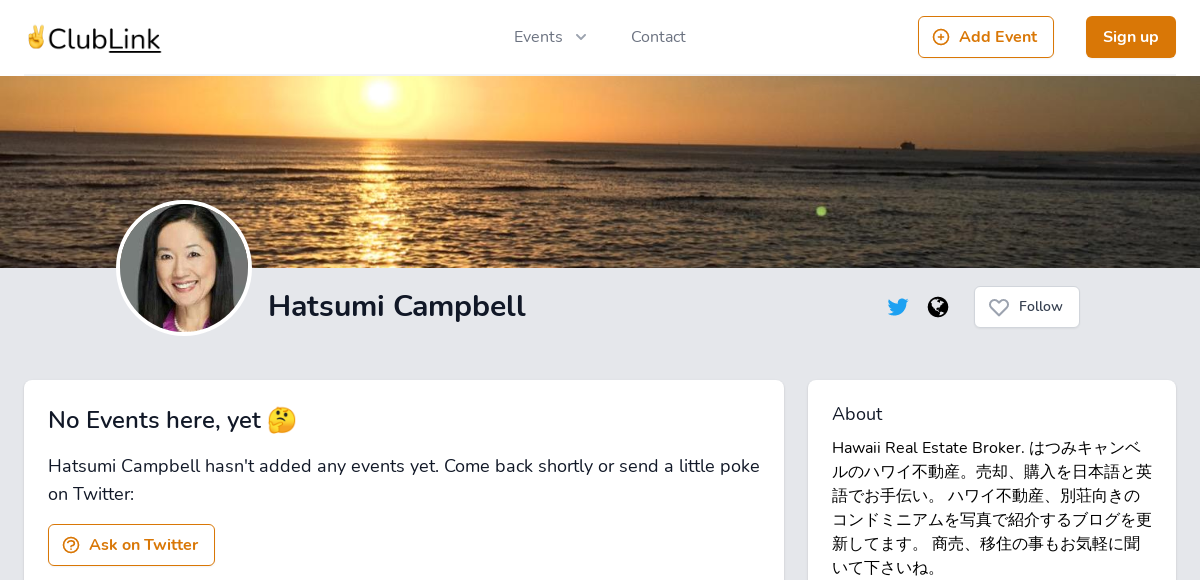 ✌ClubLink
Events
Contact
Add Event
Sign up
Hatsumi Campbell
Follow
No Events here, yet 🤔
Hatsumi Campbell hasn't added any events yet. Come back shortly or send a little poke
on Twitter:
Ask on Twitter
About
Hawaii Real Estate Broker. はつみキャンベ
ルのハワイ不動産。売却、購入を日本語と英
語でお手伝い。 ハワイ不動産、別荘向きの
コンドミニアムを写真で紹介するブログを更
新してます。 商売、移住の事もお気軽に聞
いて下さいね。